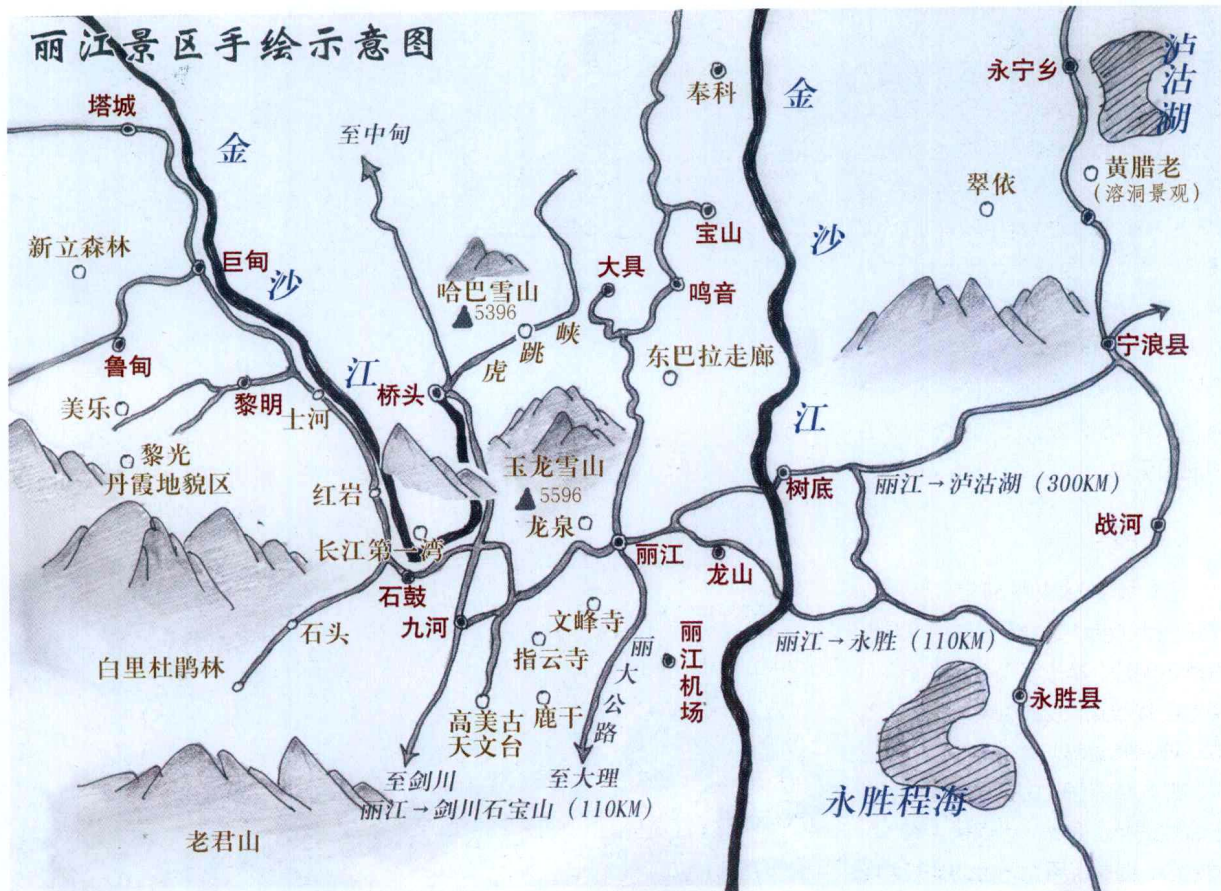 丽江景区手绘示意图
泸沽湖
永宁乡
奉科
金
塔城
金
至中甸
黄腊老
(溶洞景观)
翠依
宝山
沙
新立森林
巨甸
沙
哈巴雪山
5396
大具
鸣音
峡
跳
虎
东巴拉走廊
宁浪县
鲁甸
美乐
黎明
士河
江
桥头
江
黎光
丹霞地貌区
玉龙雪山
5596
树底
丽江→泸沽湖 (300KM)
红岩
龙泉
战河
长江第一湾
丽江
龙山
石鼓
九河
石头
文峰寺
指云寺
丽大公路
丽江机场
丽江→永胜 (110KM)
白里杜鹃林
永胜县
高美古
天文台
鹿干
至剑川
至大理
丽江→剑川石宝山 (110KM)
永胜程海
老君山